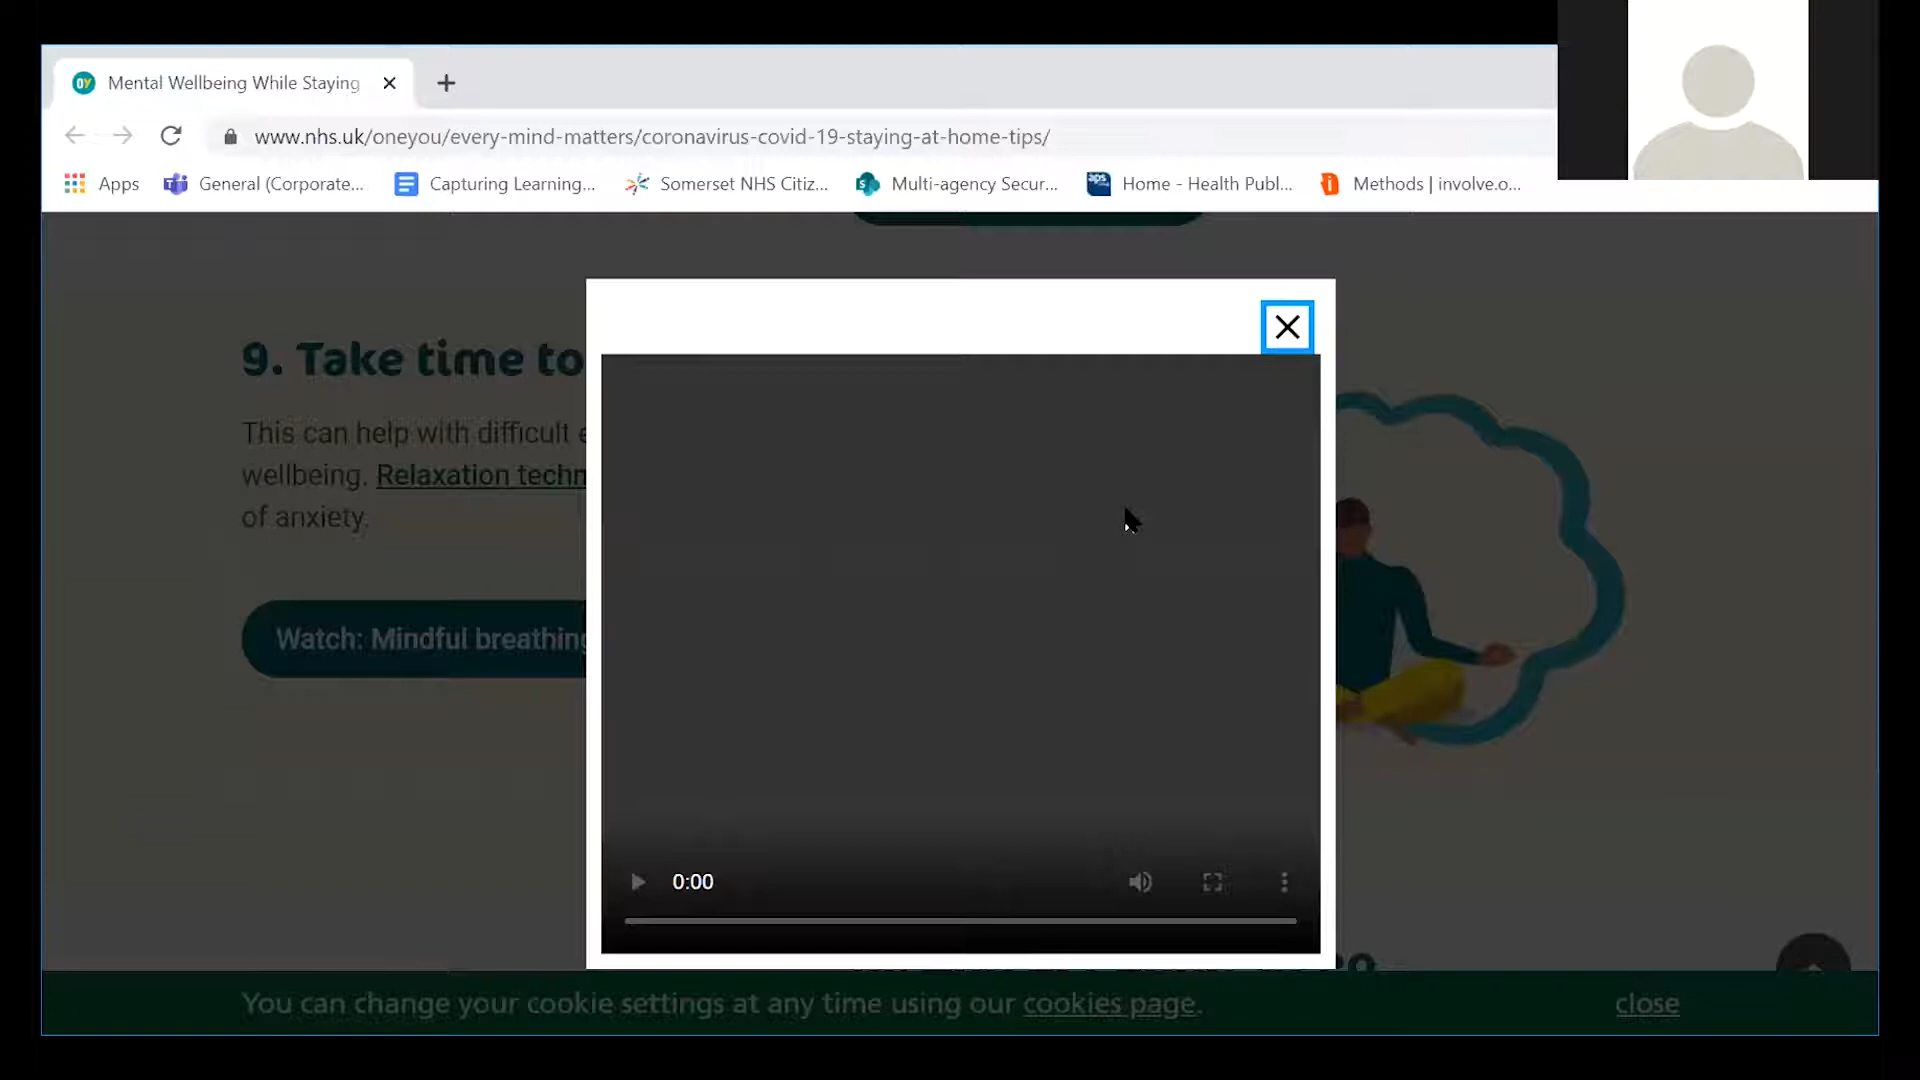 Mental Wellbeing While Staying
www.nhs.uk/oneyou/every-mind-matters/coronavirus-covid-19-staying-at-home-tips/
Apps General (Corporate... Capturing Learning... Somerset NHS Citiz... Multi-agency Secur... Home - Health Publ... Methods | involve.o...
9. Take time to
This can help with difficult e
wellbeing. Relaxation techn
of anxiety.
Watch: Mindful breathing
0:00
You can change your cookie settings at any time using our cookies page. close